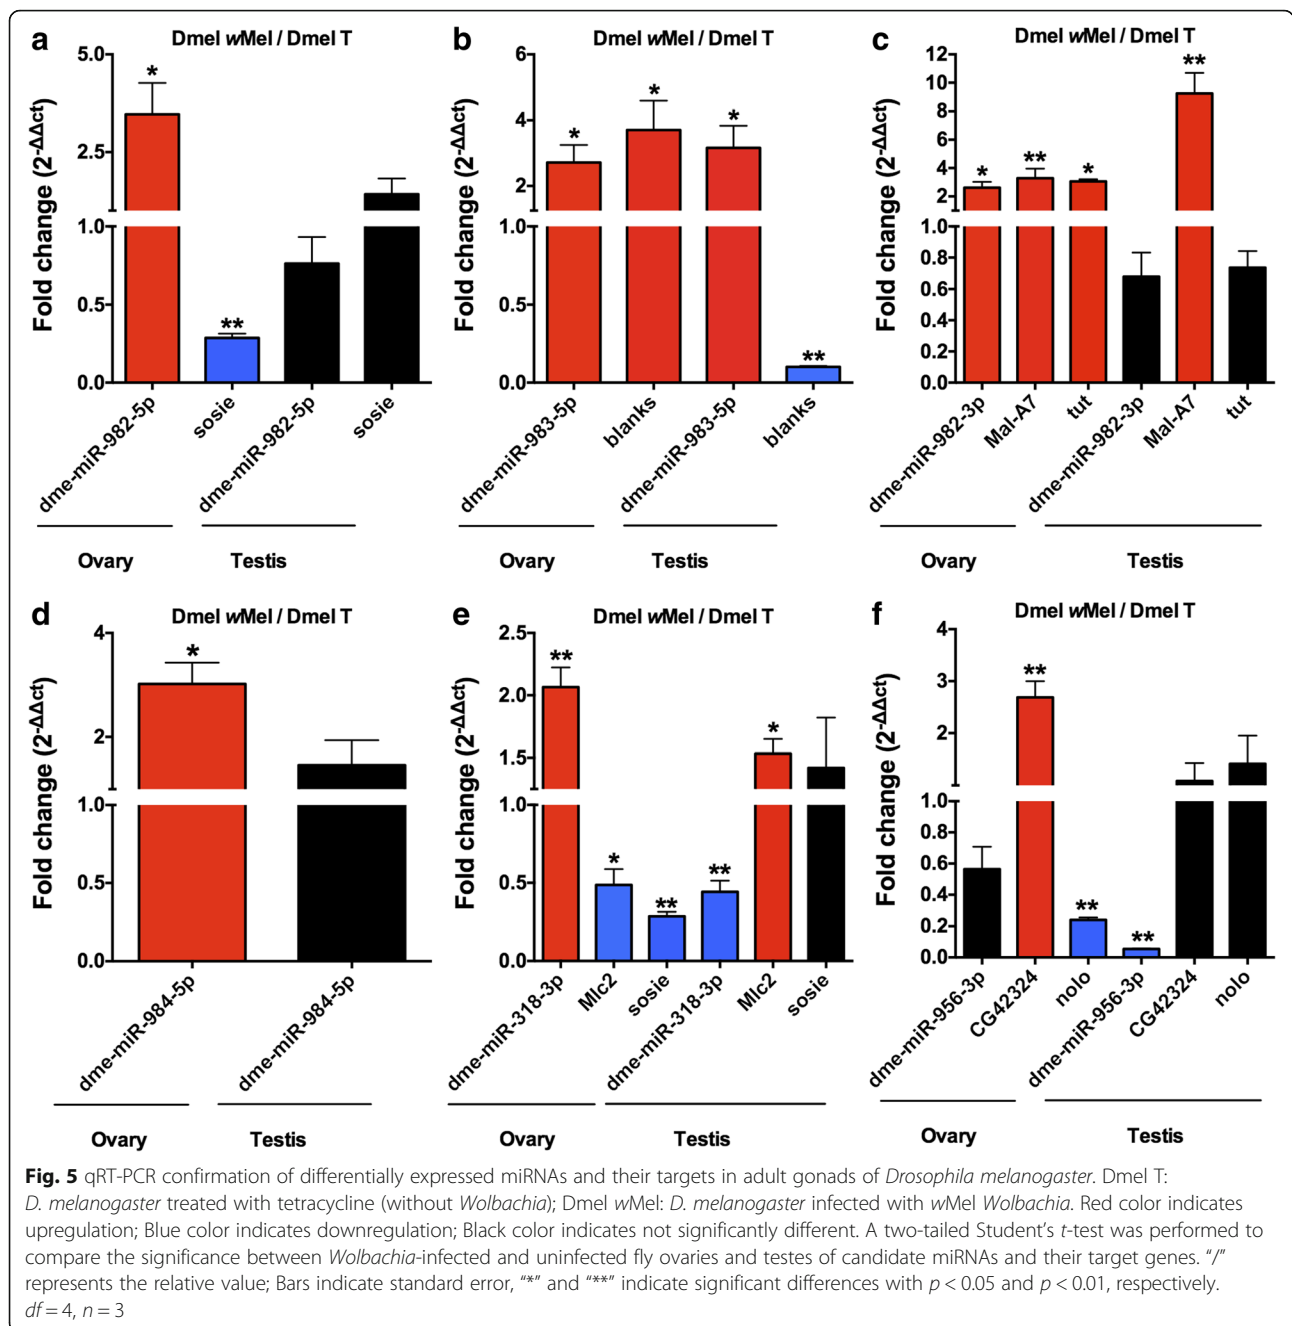 a
Dmel wMel / Dmel T
Fold change (2-ΔΔct)
5.0
2.5
1.0
0.5
0.0
*
**
dme-miR-982-5p
sosie
dme-miR-982-5p
sosie
Ovary
Testis
b
Dmel wMel / Dmel T
Fold change (2-ΔΔct)
6
4
2
1.0
0.5
0.0
*
*
*
**
dme-miR-983-5p
blanks
dme-miR-983-5p
blanks
Ovary
Testis
c
Dmel wMel / Dmel T
Fold change (2-ΔΔct)
12
10
8
6
4
2
1.0
0.8
0.6
0.4
0.2
0.0
*
**
*
**
dme-miR-982-3p
Mal-A7
tut
dme-miR-982-3p
Mal-A7
tut
Ovary
Testis
d
Dmel wMel / Dmel T
Fold change (2-ΔΔct)
4
2
1.0
0.5
0.0
*
dme-miR-984-5p
dme-miR-984-5p
Ovary
Testis
e
Dmel wMel / Dmel T
Fold change (2-ΔΔct)
2.5
2.0
1.5
1.0
0.5
0.0
**
*
**
**
*
dme-miR-318-3p
Mlc2
sosie
dme-miR-318-3p
Mlc2
sosie
Ovary
Testis
f
Dmel wMel / Dmel T
Fold change (2-ΔΔct)
4
3
2
1.0
0.8
0.6
0.4
0.2
0.0
**
**
**
dme-miR-956-3p
CG42324
nolo
dme-miR-956-3p
CG42324
nolo
Ovary
Testis
Fig. 5 qRT-PCR confirmation of differentially expressed miRNAs and their targets in adult gonads of Drosophila melanogaster. Dmel T:
D. melanogaster treated with tetracycline (without Wolbachia); Dmel wMel: D. melanogaster infected with wMel Wolbachia. Red color indicates
upregulation; Blue color indicates downregulation; Black color indicates not significantly different. A two-tailed Student's t-test was performed to
compare the significance between Wolbachia-infected and uninfected fly ovaries and testes of candidate miRNAs and their target genes. "/"
represents the relative value; Bars indicate standard error, "*" and "**" indicate significant differences with p < 0.05 and p < 0.01, respectively.
df = 4, n = 3